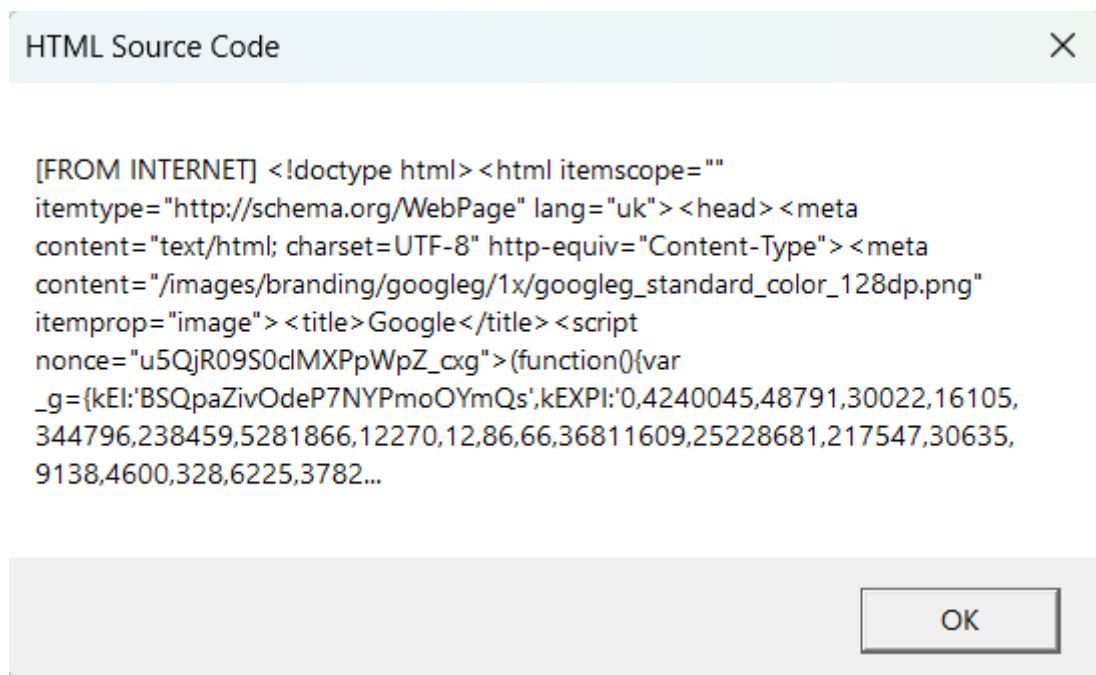 HTML Source Code
[FROM INTERNET] <!doctype html><html itemscope=""
itemtype="http://schema.org/WebPage" lang="uk"><head><meta
content="text/html; charset=UTF-8" http-equiv="Content-Type"><meta
content="/images/branding/googleg/1x/googleg_standard_color_128dp.png"
itemprop="image"><title>Google</title><script
nonce="u5QjR09S0clMXPpWpZ_cxg">(function(){var
_g={kEI:'BSQpaZivOdeP7NYPmoOYmQs',kEXPI:'0,4240045,48791,30022,16105,
344796,238459,5281866,12270,12,86,66,36811609,25228681,217547,30635,
9138,4600,328,6225,3782...
OK